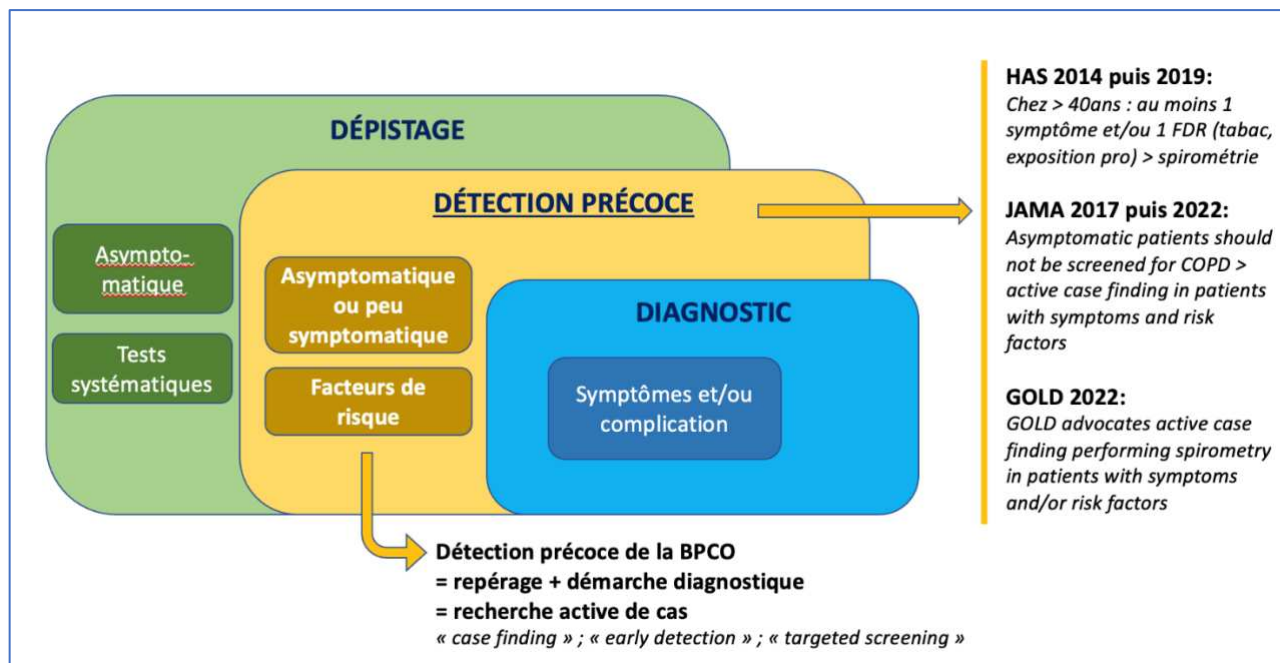 DÉPISTAGE
Asympto-
matique
Tests
systématiques
DÉTECTION PRÉCOCE
Asymptomatique
ou peu
symptomatique
Facteurs de
risque
DIAGNOSTIC
Symptômes et/ou
complication
Détection précoce de la BPCO
= repérage + démarche diagnostique
= recherche active de cas
« case finding » ; « early detection » ; « targeted screening »
HAS 2014 puis 2019:
Chez > 40ans : au moins 1
symptôme et/ou 1 FDR (tabac,
exposition pro) > spirométrie
JAMA 2017 puis 2022:
Asymptomatic patients should
not be screened for COPD >
active case finding in patients
with symptoms and risk
factors
GOLD 2022:
GOLD advocates active case
finding performing spirometry
in patients with symptoms
and/or risk factors